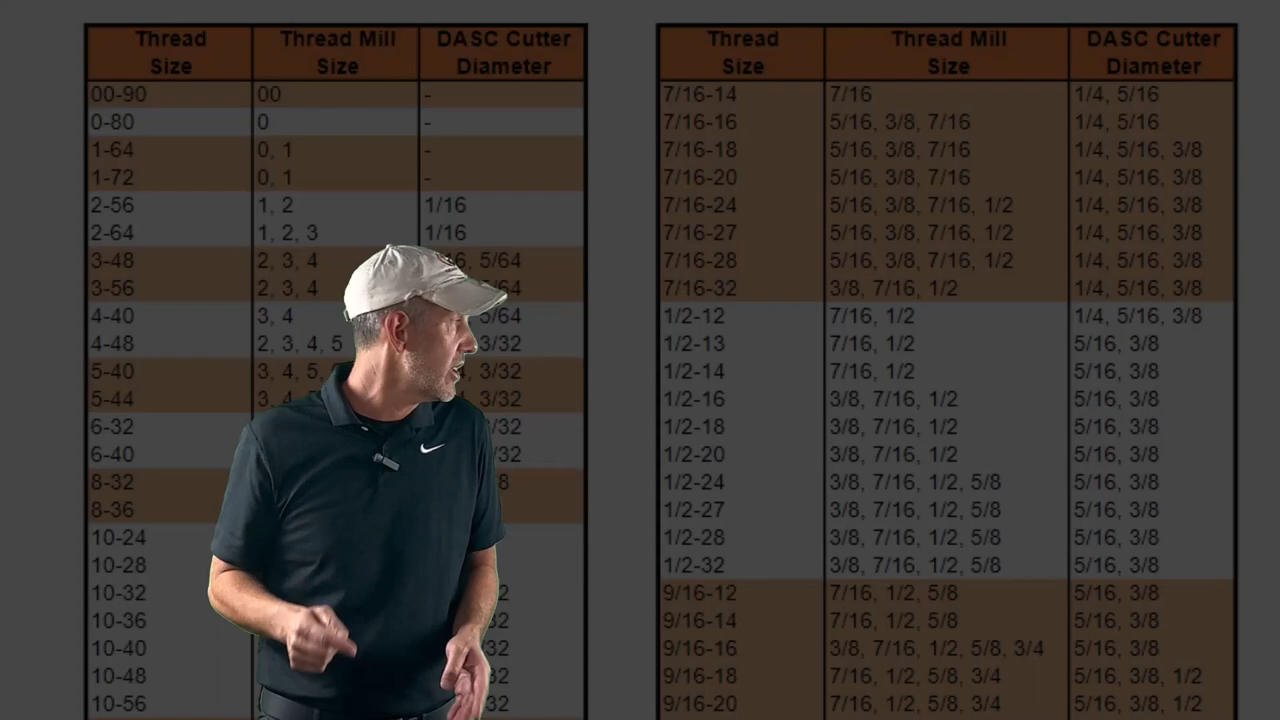 Thread Size Thread Mill Size DASC Cutter Diameter
00-90 00 -
0-80 0 -
1-64 0, 1 -
1-72 0, 1 -
2-56 1, 2 1/16
2-64 1, 2, 3 1/16
3-48 2, 3, 4 5/64
3-56 2, 3, 4
4-40 3, 4 5/64
4-48 2, 3, 4, 5 3/32
5-40 3, 4, 5, 3/32
5-44 3, 4, 3/32
6-32
6-40
8-32
8-36
10-24
10-28
10-32
10-36
10-40
10-48
10-56
Thread Size Thread Mill Size DASC Cutter Diameter
7/16-14 7/16 1/4, 5/16
7/16-16 5/16, 3/8, 7/16 1/4, 5/16
7/16-18 5/16, 3/8, 7/16 1/4, 5/16, 3/8
7/16-20 5/16, 3/8, 7/16 1/4, 5/16, 3/8
7/16-24 5/16, 3/8, 7/16, 1/2 1/4, 5/16, 3/8
7/16-27 5/16, 3/8, 7/16, 1/2 1/4, 5/16, 3/8
7/16-28 5/16, 3/8, 7/16, 1/2 1/4, 5/16, 3/8
7/16-32 3/8, 7/16, 1/2 1/4, 5/16, 3/8
1/2-12 7/16, 1/2 1/4, 5/16, 3/8
1/2-13 7/16, 1/2 5/16, 3/8
1/2-14 7/16, 1/2 5/16, 3/8
1/2-16 3/8, 7/16, 1/2 5/16, 3/8
1/2-18 3/8, 7/16, 1/2 5/16, 3/8
1/2-20 3/8, 7/16, 1/2 5/16, 3/8
1/2-24 3/8, 7/16, 1/2, 5/8 5/16, 3/8
1/2-27 3/8, 7/16, 1/2, 5/8 5/16, 3/8
1/2-28 3/8, 7/16, 1/2, 5/8 5/16, 3/8
1/2-32 3/8, 7/16, 1/2, 5/8 5/16, 3/8
9/16-12 7/16, 1/2, 5/8 5/16, 3/8
9/16-14 7/16, 1/2, 5/8 5/16, 3/8
9/16-16 3/8, 7/16, 1/2, 5/8, 3/4 5/16, 3/8
9/16-18 7/16, 1/2, 5/8, 3/4 5/16, 3/8, 1/2
9/16-20 7/16, 1/2, 5/8, 3/4 5/16, 3/8, 1/2